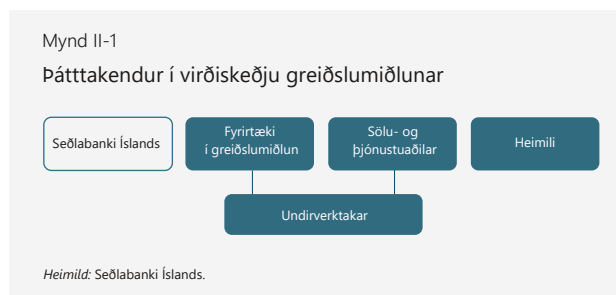 Mynd II-1
Þátttakendur í virðiskeðju greiðslumiðlunar
Seðlabanki Íslands
Fyrirtæki
í greiðslumiðlun
Sölu- og
þjónustuaðilar
Heimili
Undirverktakar
Heimild: Seðlabanki Íslands.